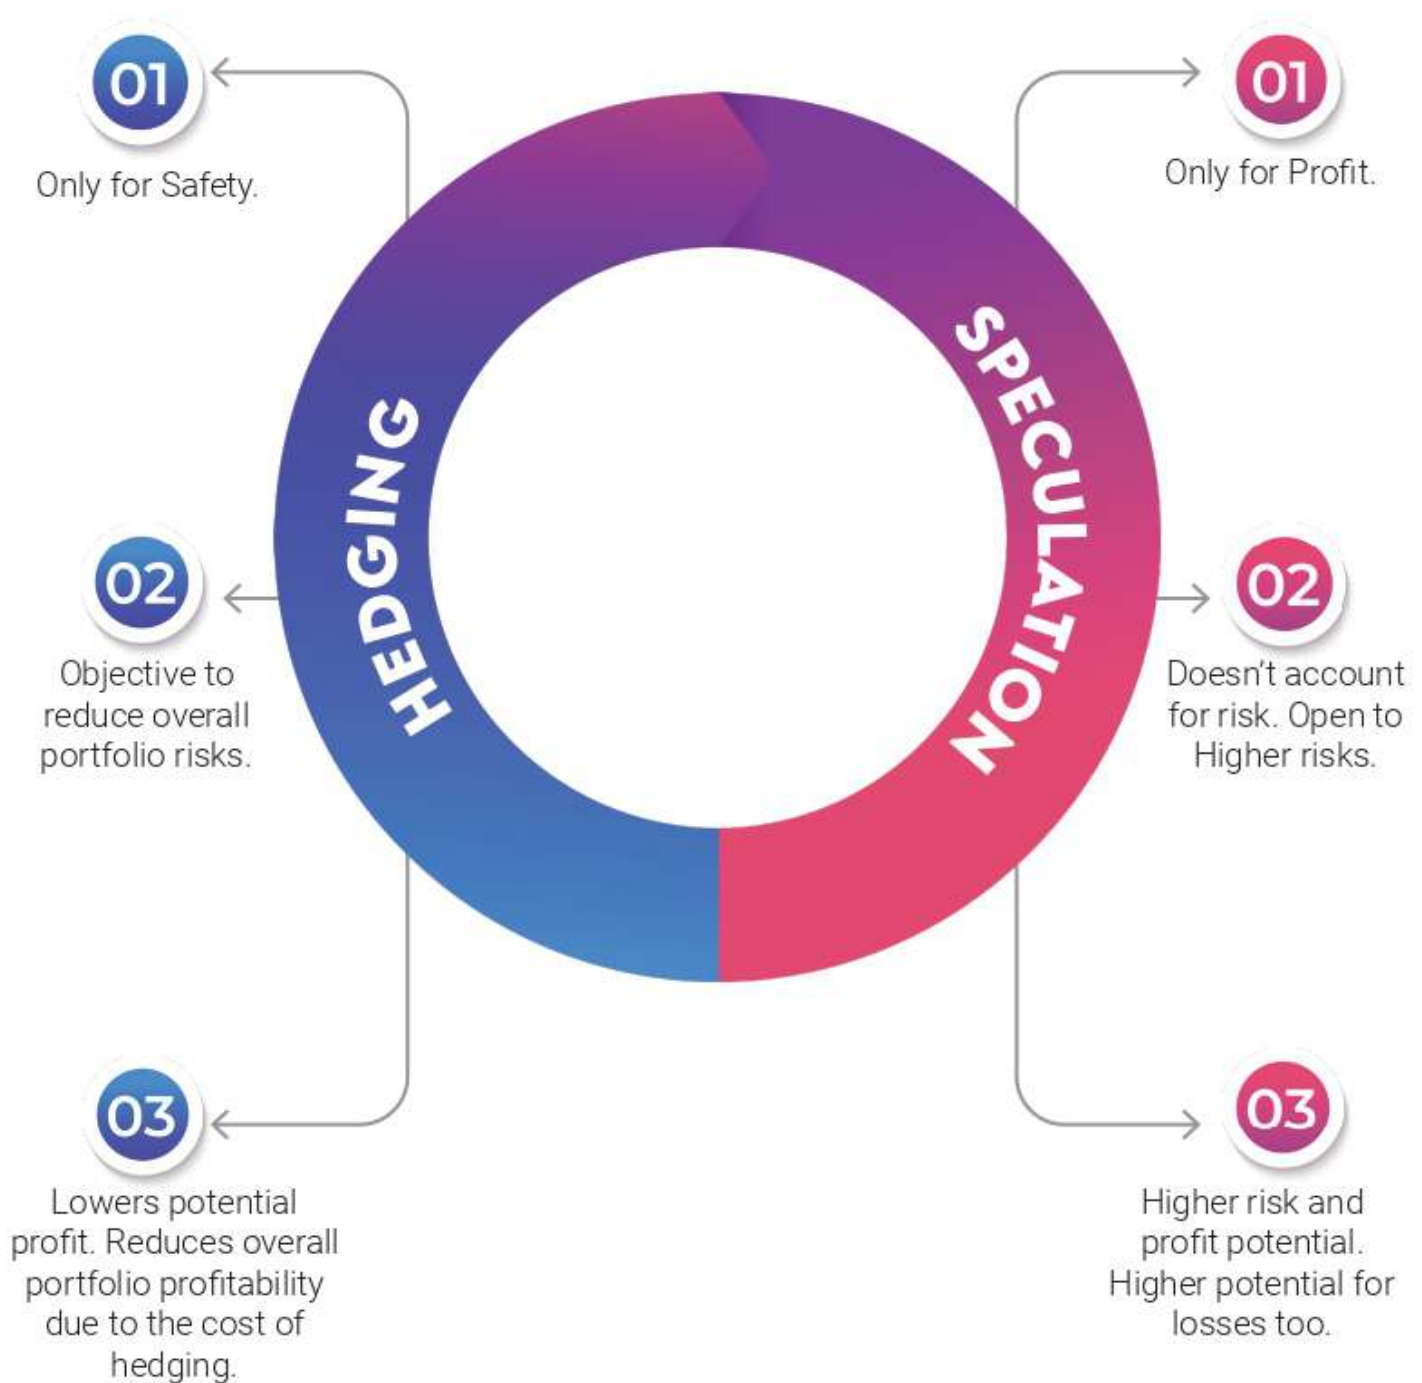 01
Only for Safety.
02
Objective to
reduce overall
portfolio risks.
03
Lowers potential
profit. Reduces overall
portfolio profitability
due to the cost of
hedging.
HEDGING
SPECULATION
01
Only for Profit.
02
Doesn't account
for risk. Open to
Higher risks.
03
Higher risk and
profit potential.
Higher potential for
losses too.